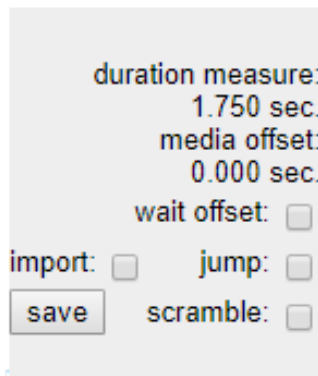 duration measure:
1.750 sec.
media offset:
0.000 sec.
wait offset:
import: jump:
save scramble: